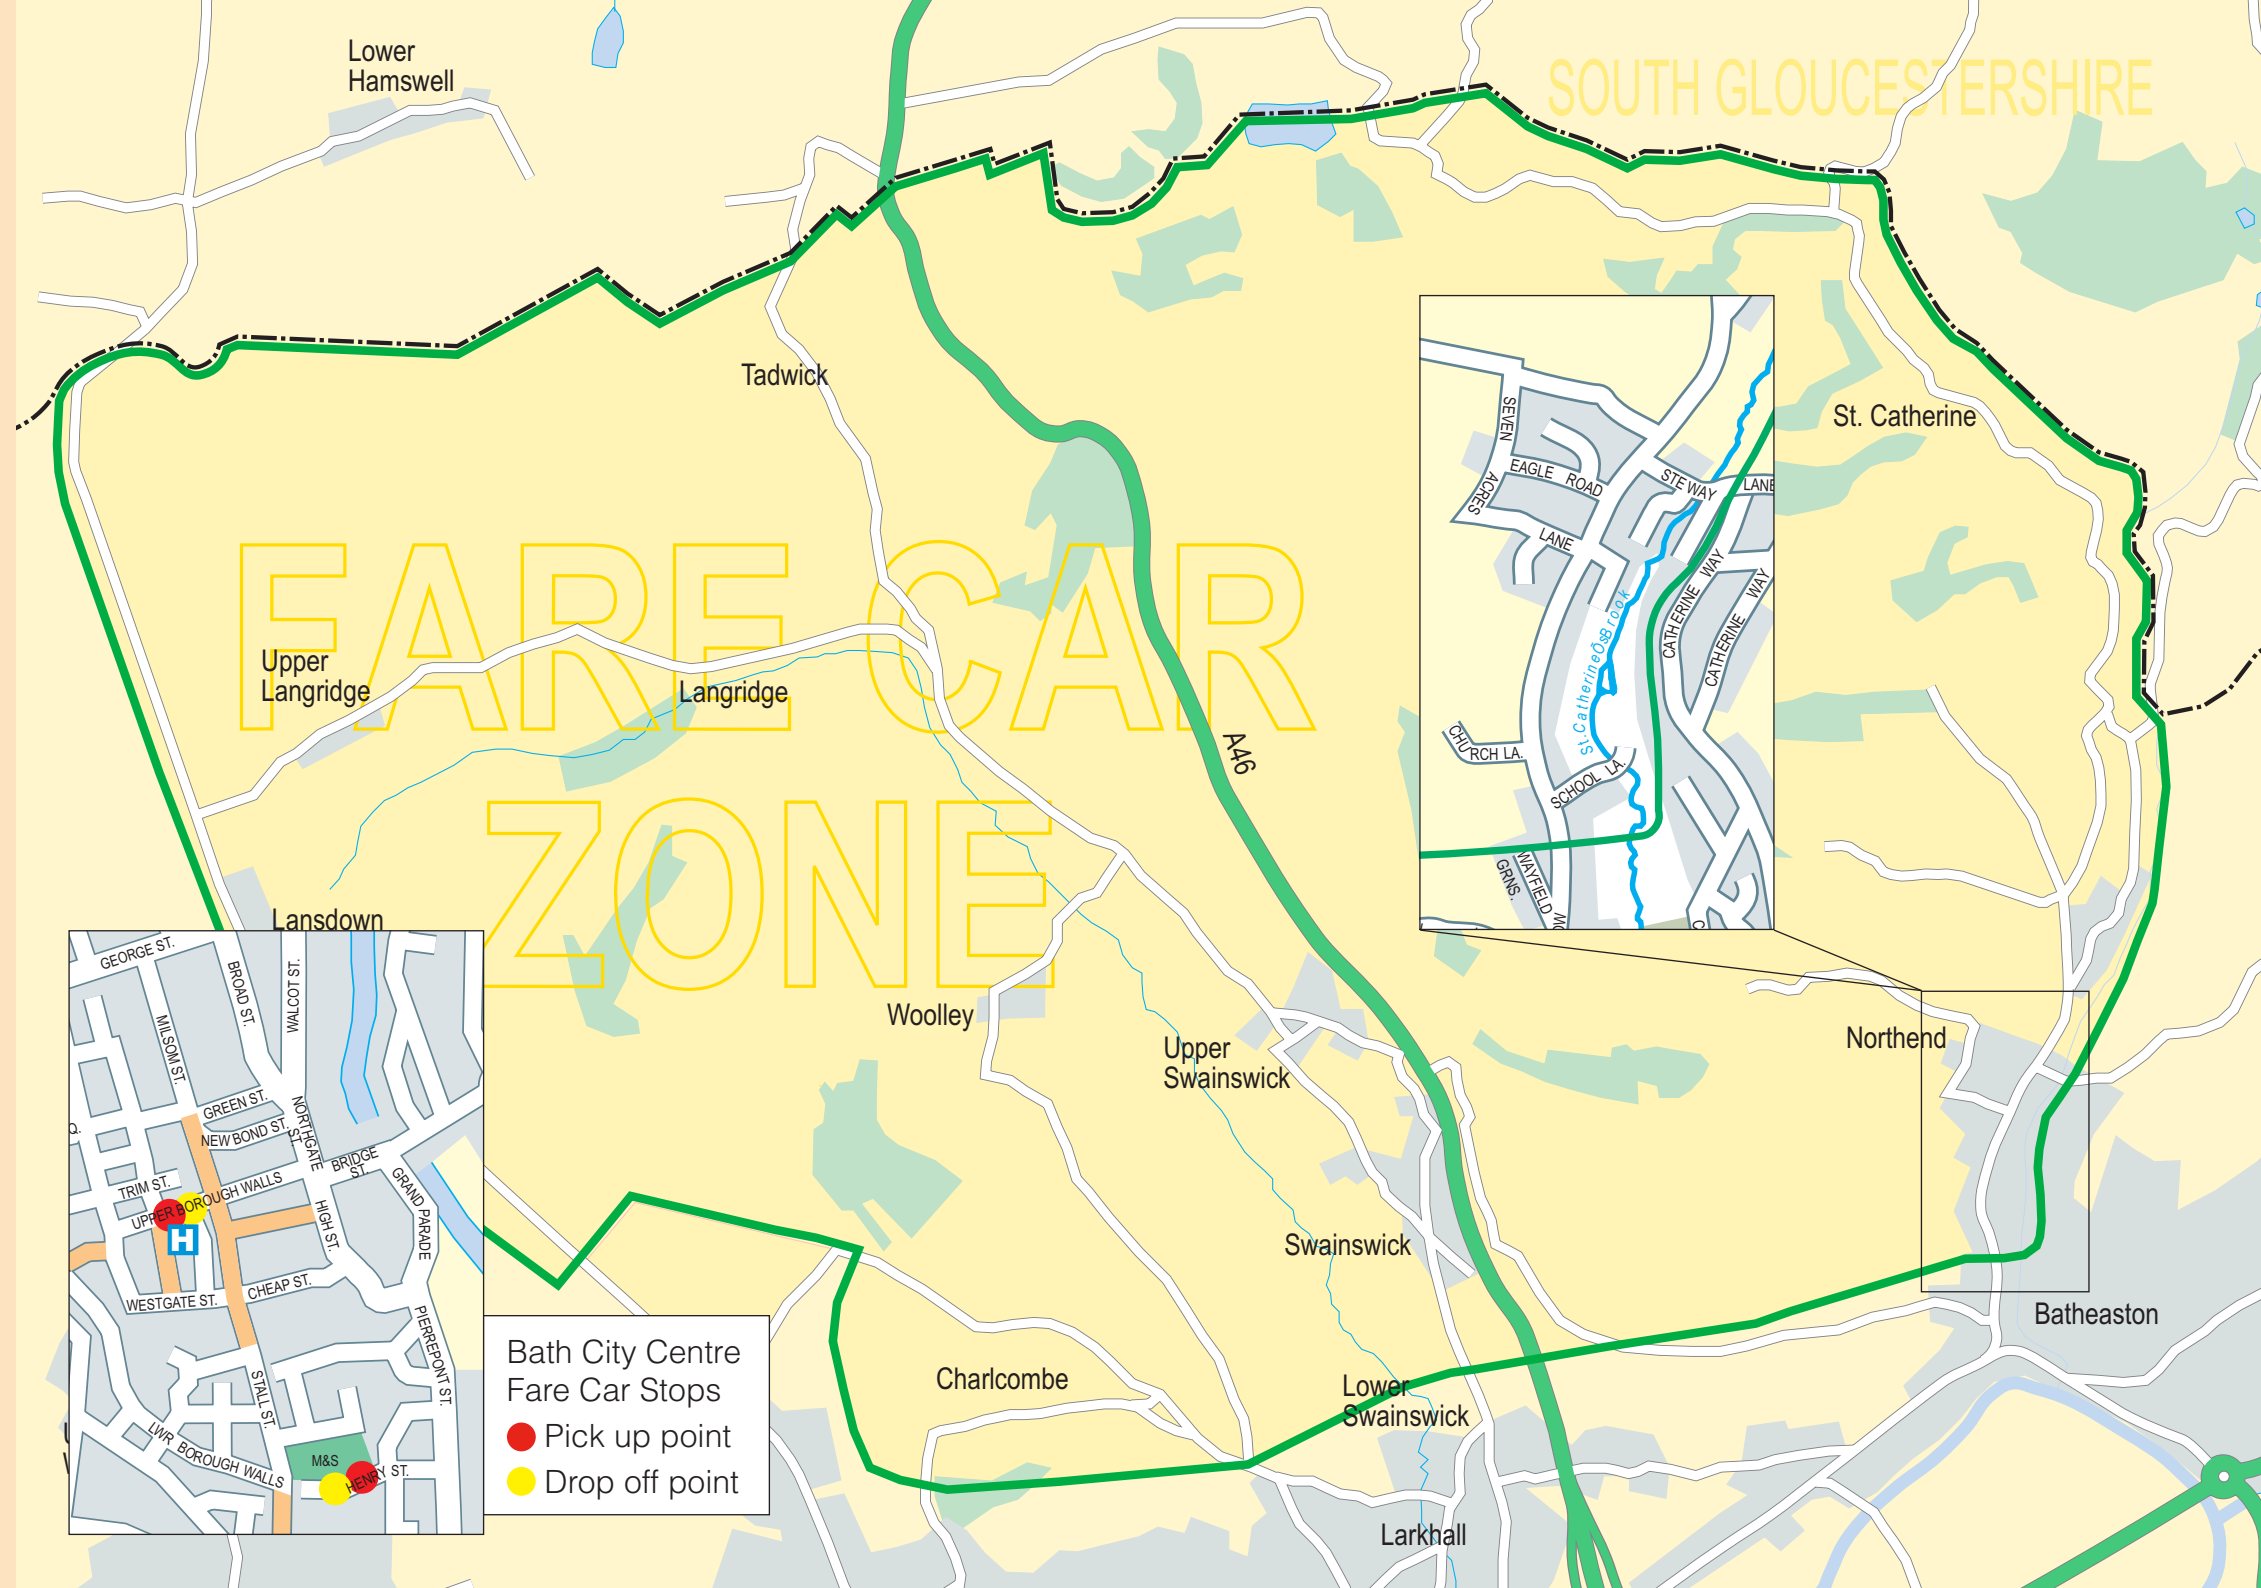 Lower
Hamswell
SOUTH GLOUCESTERSHIRE
Tadwick
St. Catherine
FARE CAR
ZONE
Upper
Langridge
Langridge
A46
Lansdown
Woolley
Upper
Swainswick
Northend
Swainswick
Batheaston
Charlcombe
Lower
Swainswick
Larkhall
SEVEN
ACRES
EAGLE ROAD
STEWAY
LANE
LANE
CATHERINE WAY
CATHERINE WAY
St.CatherineÕsBrook
CHURCH LA.
SCHOOL LA.
WAYFIELD
GRNS.
GEORGE ST.
BROAD ST.
WALCOT ST.
MILSOM ST.
GREEN ST.
NEW BOND ST.
NORTHGATE
ST.
Q.
BRIDGE
ST.
TRIM ST.
UPPER BOROUGH WALLS
H
GRAND PARADE
HIGH ST.
CHEAP ST.
WESTGATE ST.
PIERREPONT ST.
STALL ST.
LWR BOROUGH WALLS
M&S
HENRY ST.
Bath City Centre
Fare Car Stops
Pick up point
Drop off point